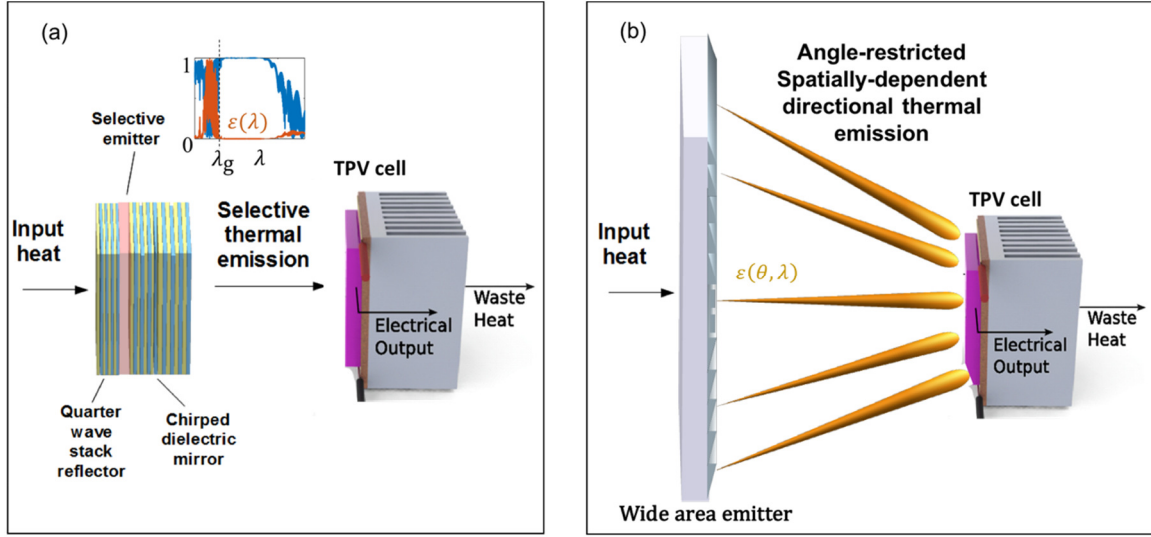 (a)
1
0
ε(λ)
λg
λ
Selective
emitter
TPV cell
Input
heat
Selective
thermal
emission
Waste
Heat
Electrical
Output
Quarter
wave
stack
reflector
Chirped
dielectric
mirror
(b)
Angle-restricted
Spatially-dependent
directional thermal
emission
TPV cell
Input
heat
ε(θ, λ)
Waste
Heat
Electrical
Output
Wide area emitter